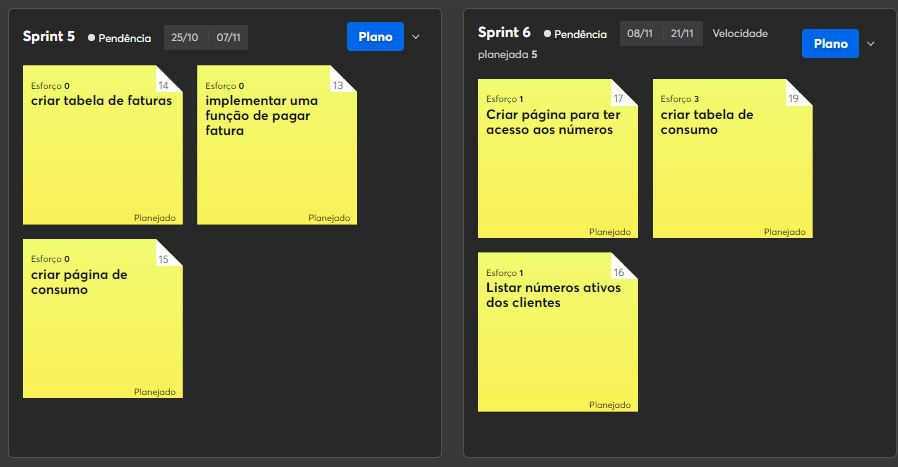 Sprint 5 Pendência 25/10 07/11 Plano
Esforço 0 14
criar tabela de faturas
Planejado
Esforço 0 13
implementar uma
função de pagar
fatura
Planejado
Esforço 0 15
criar página de
consumo
Planejado
Sprint 6 Pendência 08/11 21/11 Velocidade
planejada 5
Plano
Esforço 1 17
Criar página para ter
acesso aos números
Planejado
Esforço 3 19
criar tabela de
consumo
Planejado
Esforço 1 16
Listar números ativos
dos clientes
Planejado